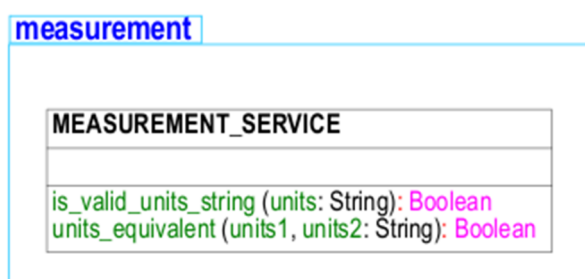 measurement
MEASUREMENT_SERVICE
is_valid_units_string (units: String): Boolean
units_equivalent (units1, units2: String): Boolean